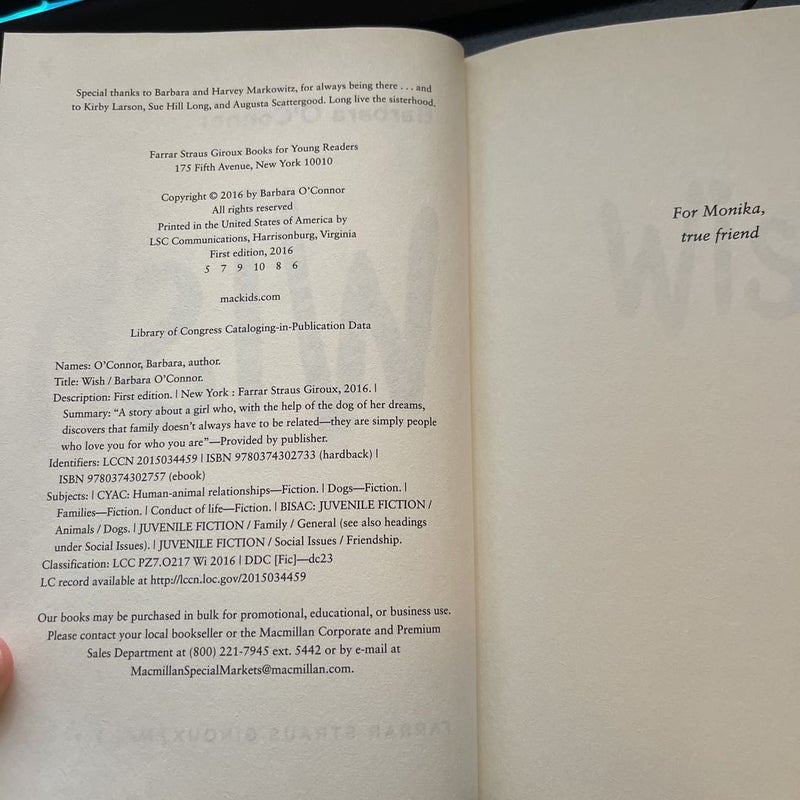 Special thanks to Barbara and Harvey Markowitz, for always being there . . . and
to Kirby Larson, Sue Hill Long, and Augusta Scattergood. Long live the sisterhood.
Farrar Straus Giroux Books for Young Readers
175 Fifth Avenue, New York 10010
Copyright © 2016 by Barbara O'Connor
All rights reserved
Printed in the United States of America by
LSC Communications, Harrisonburg, Virginia
First edition, 2016
5 7 9 10 8 6
mackids.com
Library of Congress Cataloging-in-Publication Data
Names: O'Connor, Barbara, author.
Title: Wish / Barbara O'Connor.
Description: First edition. | New York : Farrar Straus Giroux, 2016. |
Summary: "A story about a girl who, with the help of the dog of her dreams,
discovers that family doesn't always have to be related—they are simply people
who love you for who you are"—Provided by publisher.
Identifiers: LCCN 2015034459 | ISBN 9780374302733 (hardback) |
ISBN 9780374302757 (ebook)
Subjects: | CYAC: Human-animal relationships—Fiction. | Dogs—Fiction. |
Families—Fiction. | Conduct of life—Fiction. | BISAC: JUVENILE FICTION /
Animals / Dogs. | JUVENILE FICTION / Family / General (see also headings
under Social Issues). | JUVENILE FICTION / Social Issues / Friendship.
Classification: LCC PZ7.O217 Wi 2016 | DDC [Fic]—dc23
LC record available at http://lccn.loc.gov/2015034459
Our books may be purchased in bulk for promotional, educational, or business use.
Please contact your local bookseller or the Macmillan Corporate and Premium
Sales Department at (800) 221-7945 ext. 5442 or by e-mail at
MacmillanSpecialMarkets@macmillan.com.
For Monika,
true friend